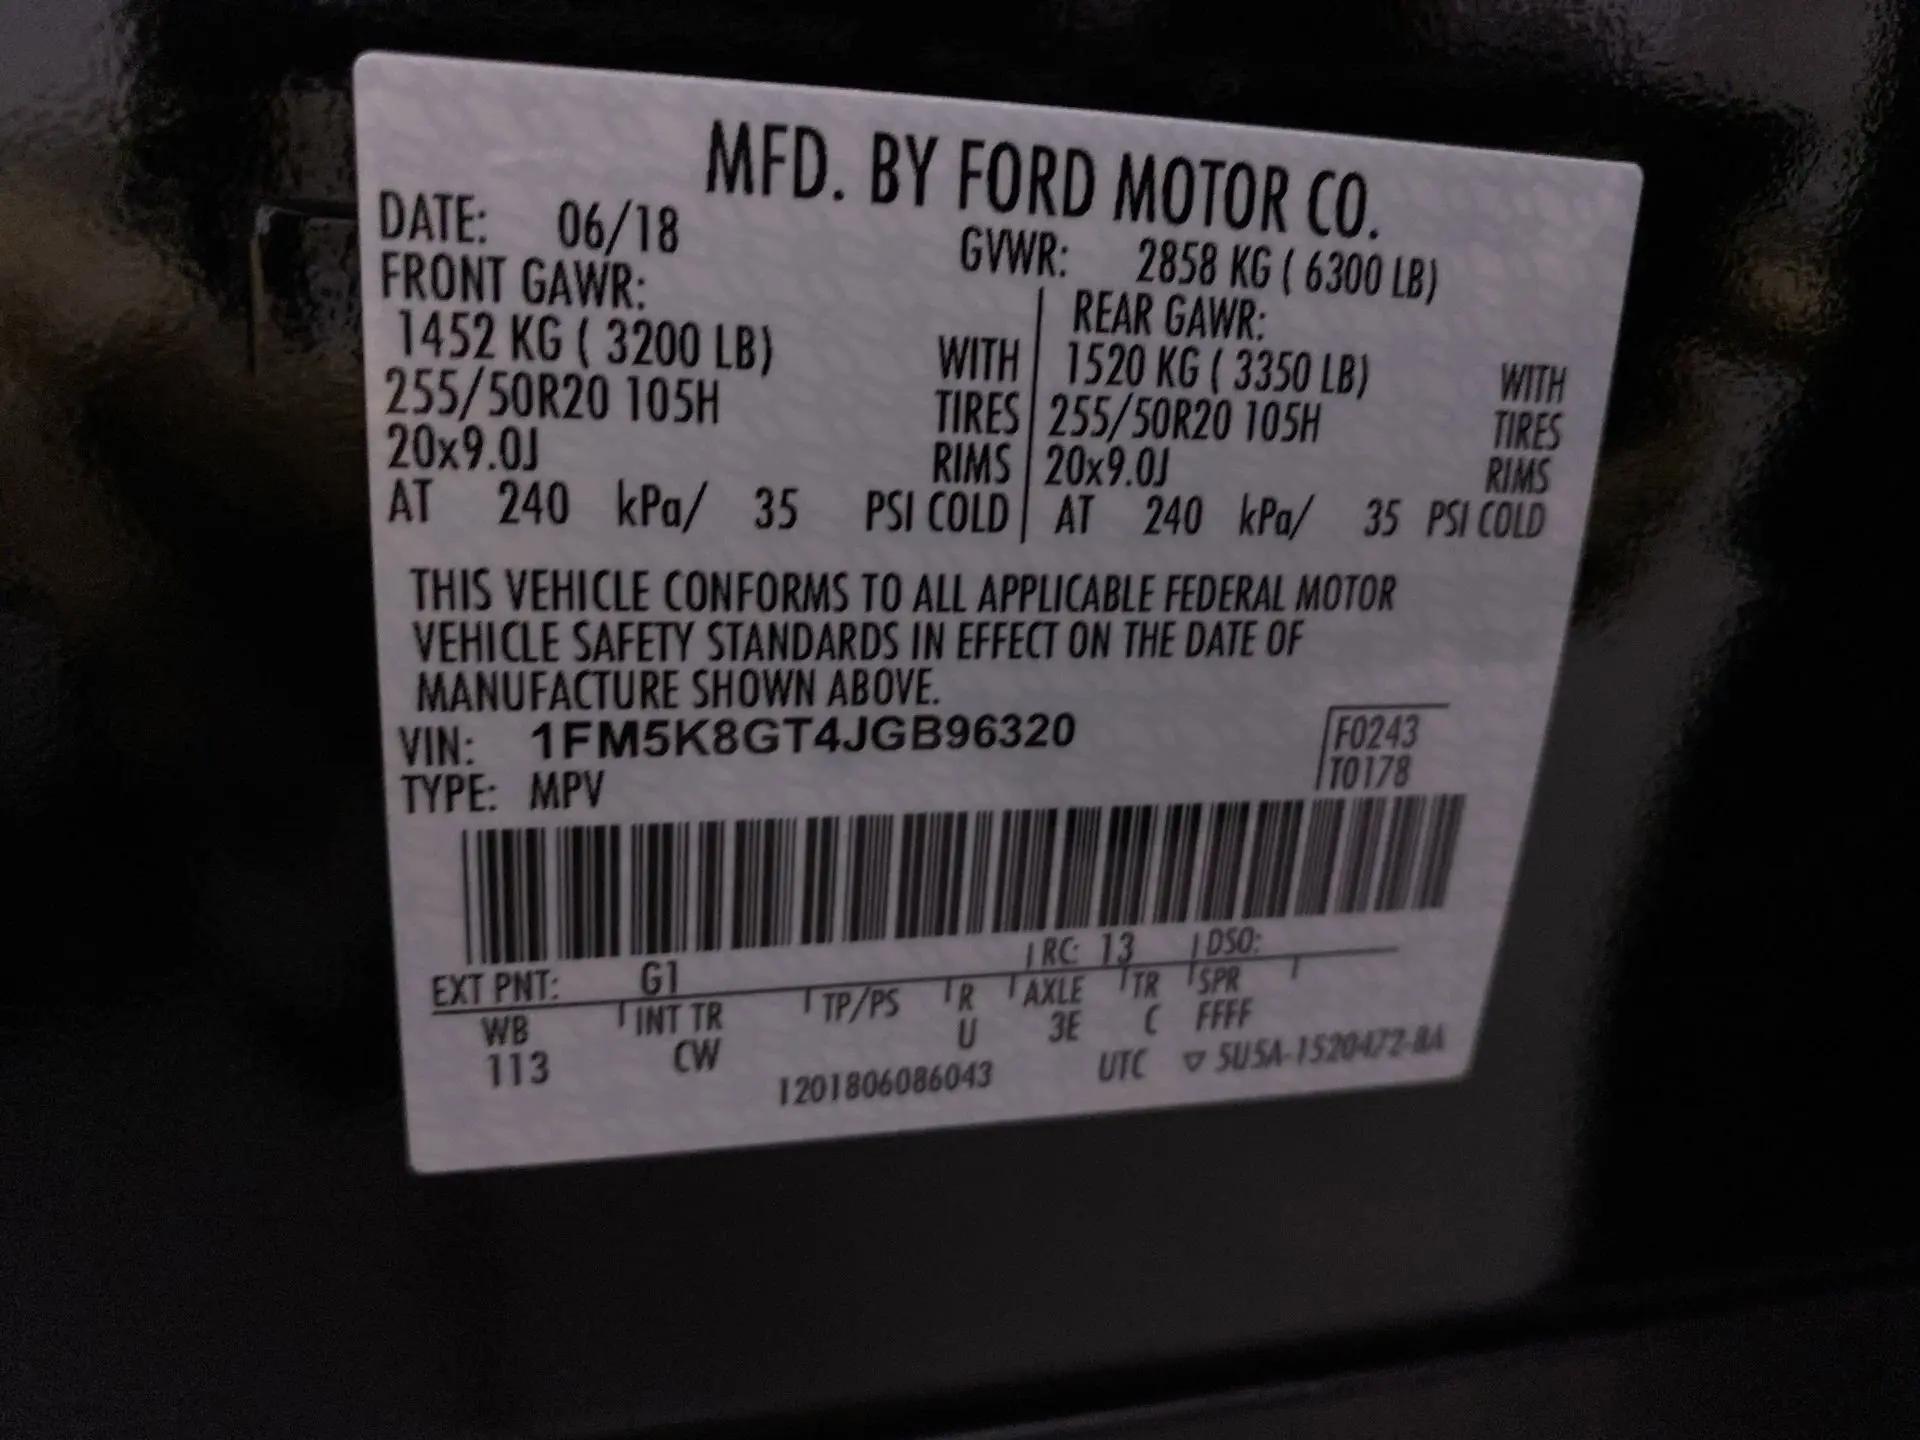 MFD. BY FORD MOTOR CO.
DATE: 06/18 GVWR: 2858 KG ( 6300 LB)
FRONT GAWR: REAR GAWR:
1452 KG ( 3200 LB) WITH 1520 KG ( 3350 LB) WITH
255/50R20 105H TIRES 255/50R20 105H TIRES
20x9.0J RIMS 20x9.0J RIMS
AT 240 kPa/ 35 PSI COLD AT 240 kPa/ 35 PSI COLD
THIS VEHICLE CONFORMS TO ALL APPLICABLE FEDERAL MOTOR
VEHICLE SAFETY STANDARDS IN EFFECT ON THE DATE OF
MANUFACTURE SHOWN ABOVE.
VIN: 1FM5K8GT4JGB96320 F0243
TYPE: MPV T0178
EXT PNT: G1 RC: 13 DSO:
WB INT TR TP/PS R AXLE TR SPR
113 CW U 3E C FFFF
1201806086043 UTC ▽ 5U5A-1520472-8A